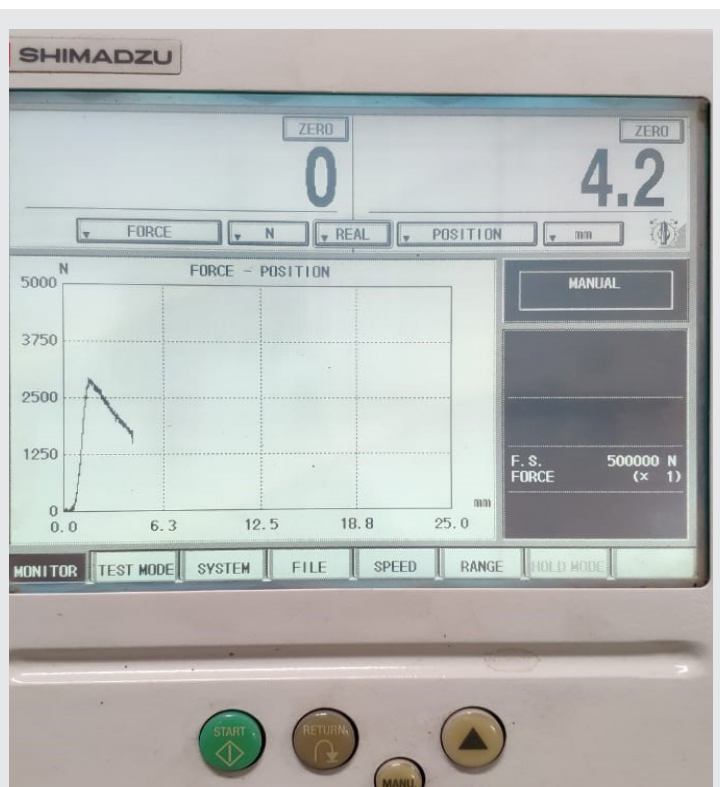 SHIMADZU
ZERO ZERO
0 4.2
FORCE N REAL POSITION mm
N FORCE - POSITION
5000
MANUAL
3750
2500
1250
F.S. 500000 N
FORCE (× 1)
0 mm
0.0 6.3 12.5 18.8 25.0
MONITOR TEST MODE SYSTEM FILE SPEED RANGE HOLD MODE
START RETURN
MANU